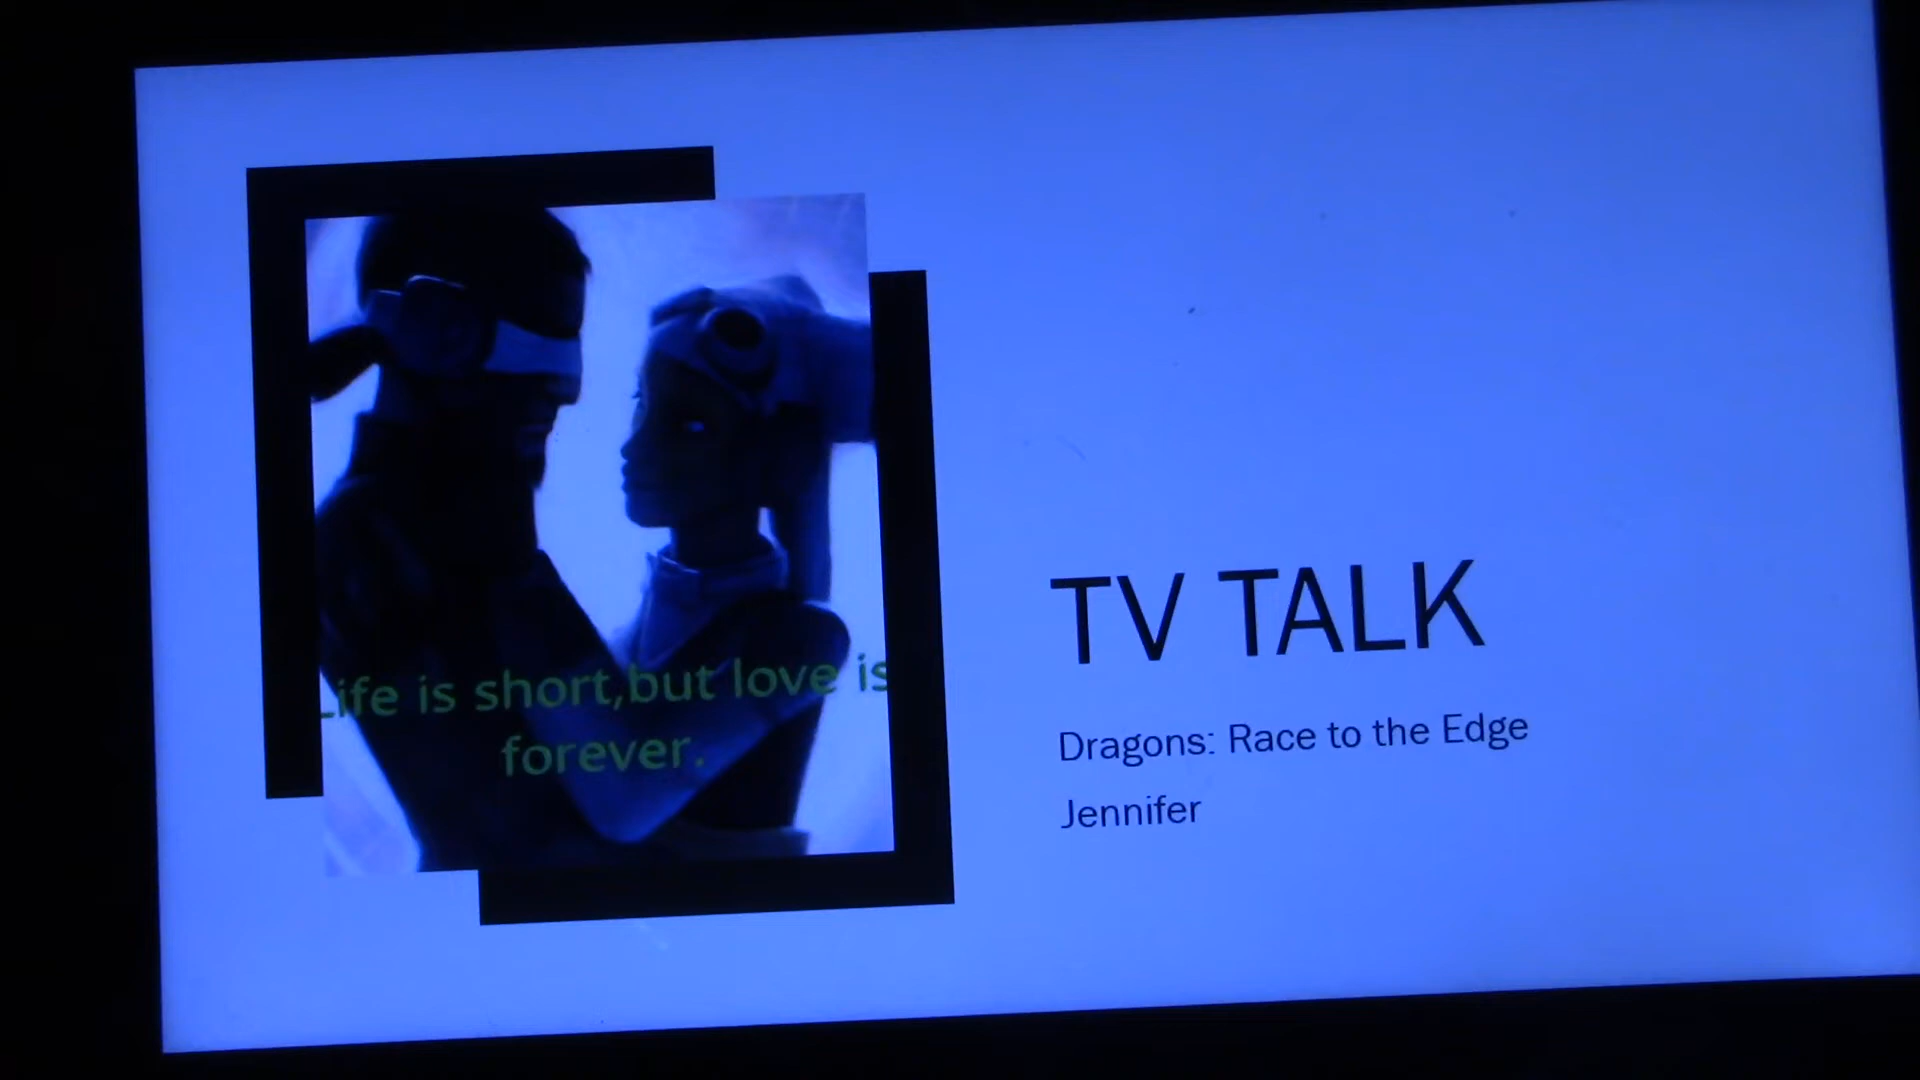 Life is short,but love is
forever.
TV TALK
Dragons: Race to the Edge
Jennifer